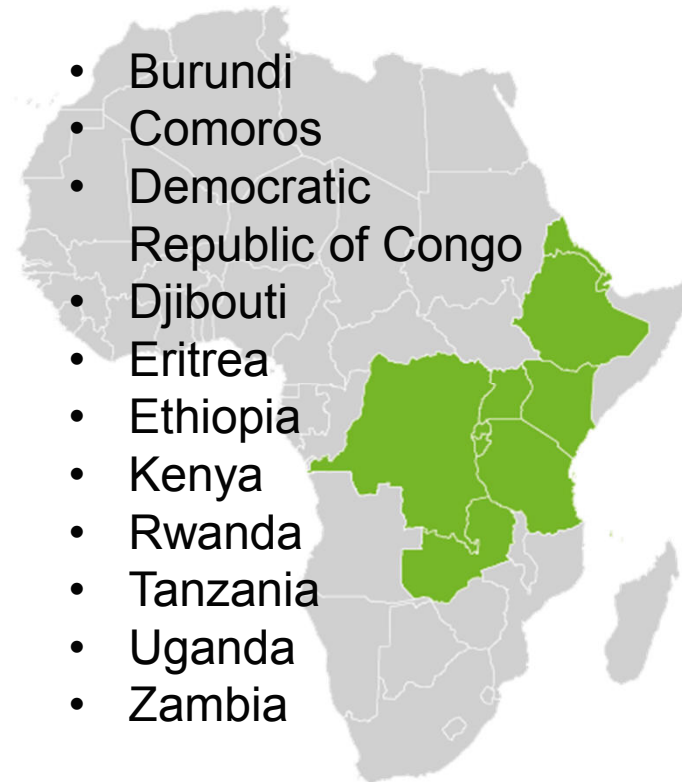 • Burundi
• Comoros
• Democratic
Republic of Congo
• Djibouti
• Eritrea
• Ethiopia
• Kenya
• Rwanda
• Tanzania
• Uganda
• Zambia